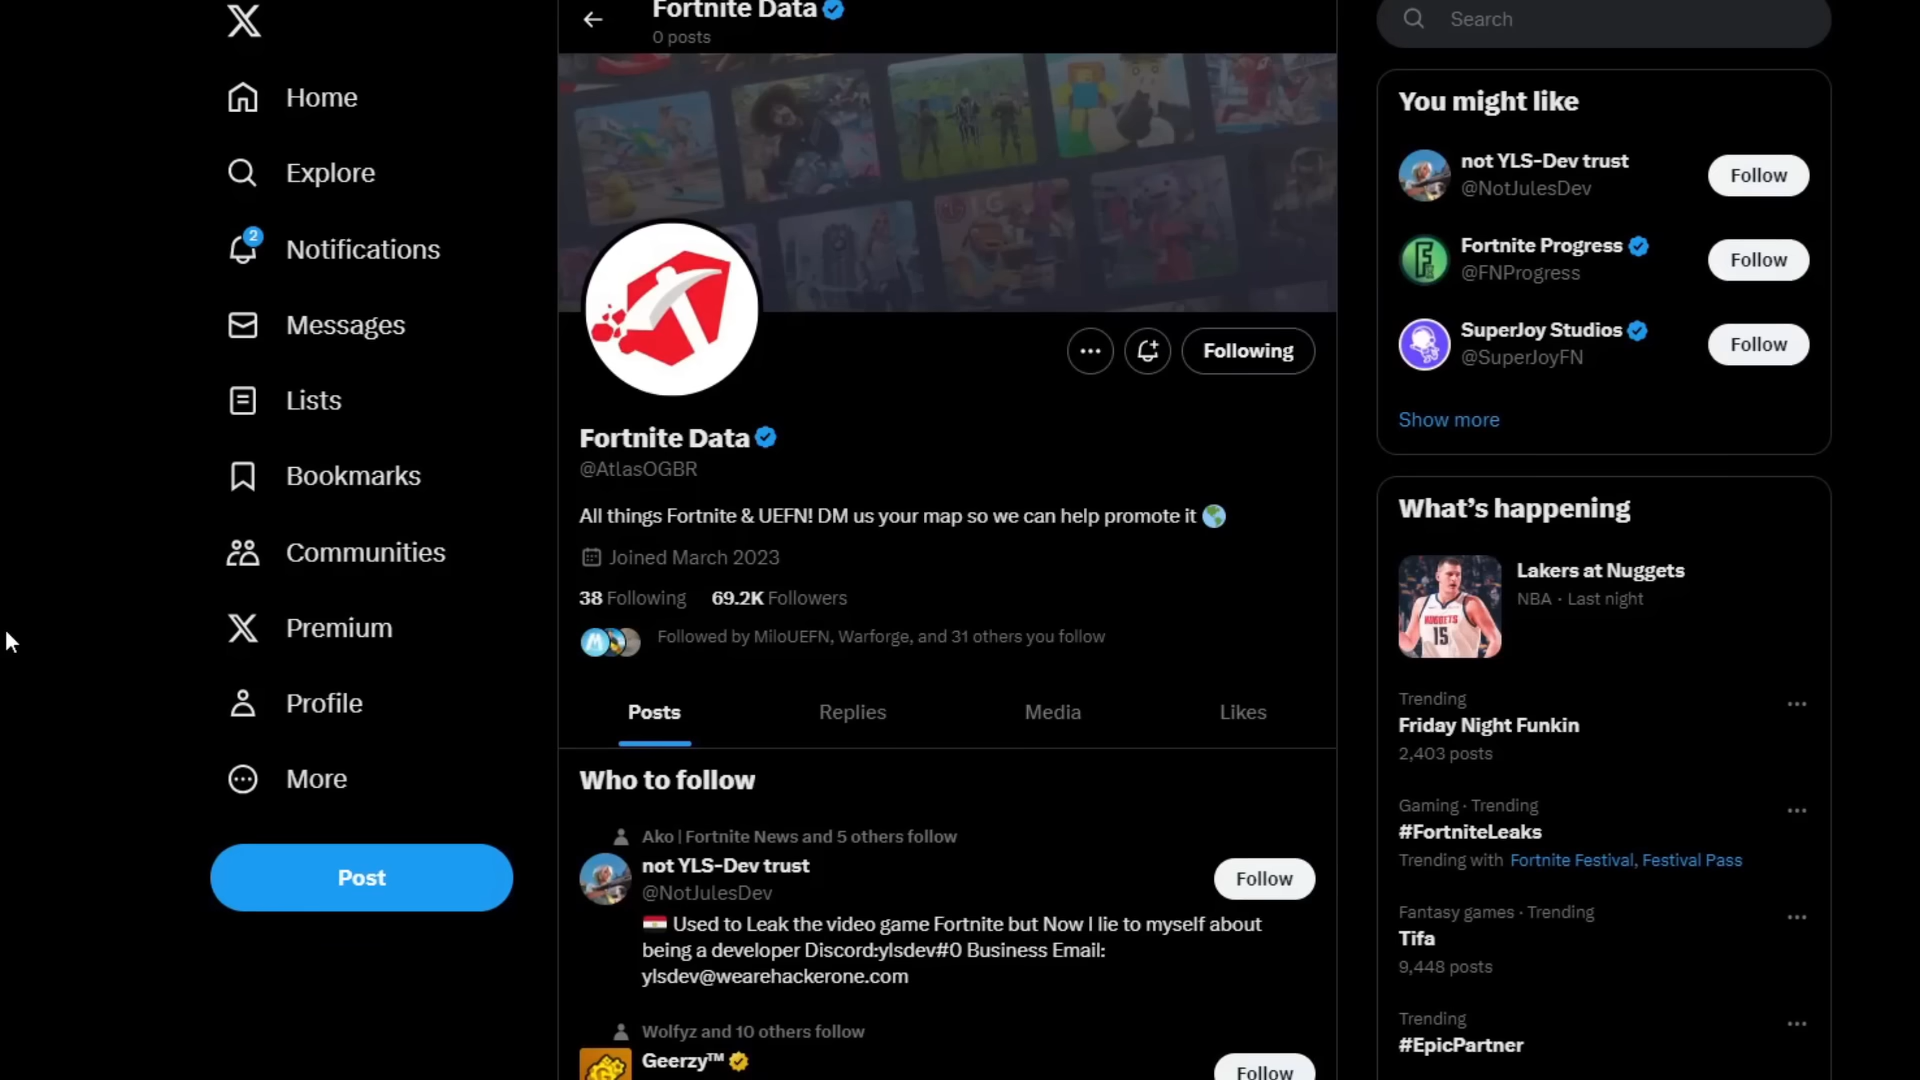 Home
Explore
2
Notifications
Messages
Lists
Bookmarks
Communities
Premium
Profile
More
Post
Fortnite Data
0 posts
Following
Fortnite Data
@AtlasOGBR
All things Fortnite & UEFN! DM us your map so we can help promote it 🌎
Joined March 2023
38 Following 69.2K Followers
Followed by MiloUEFN, Warforge, and 31 others you follow
Posts Replies Media Likes
Who to follow
Ako | Fortnite News and 5 others follow
not YLS-Dev trust
@NotJulesDev
Follow
🇪🇬 Used to Leak the video game Fortnite but Now I lie to myself about
being a developer Discord:ylsdev#0 Business Email:
ylsdev@wearehackerone.com
Wolfyz and 10 others follow
Geerzy™
Follow
Search
You might like
not YLS-Dev trust
@NotJulesDev
Follow
Fortnite Progress
@FNProgress
Follow
SuperJoy Studios
@SuperJoyFN
Follow
Show more
What's happening
NUGGETS
15
Lakers at Nuggets
NBA · Last night
Trending
Friday Night Funkin
2,403 posts
Gaming · Trending
#FortniteLeaks
Trending with Fortnite Festival, Festival Pass
Fantasy games · Trending
Tifa
9,448 posts
Trending
#EpicPartner